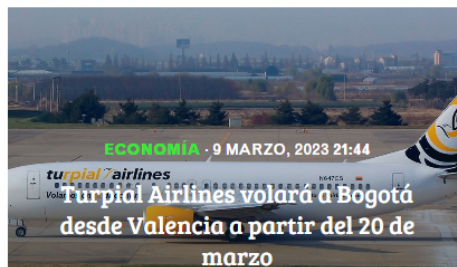 ECONOMÍA · 9 MARZO, 2023 21:44
turpial airlines
N647CS
Turpial Airlines volará a Bogotá
desde Valencia a partir del 20 de
marzo